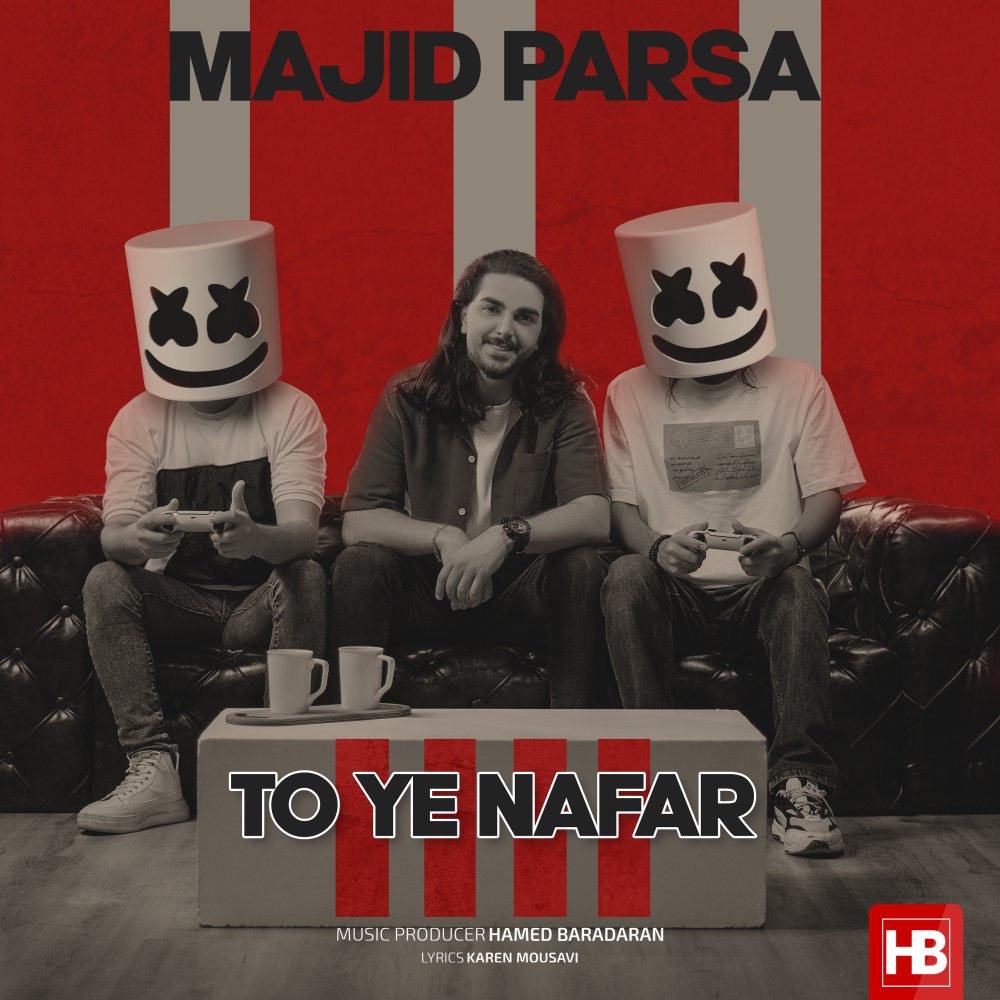 MAJID PARSA
TO YE NAFAR
MUSIC PRODUCER HAMED BARADARAN
LYRICS KAREN MOUSAVI
HB